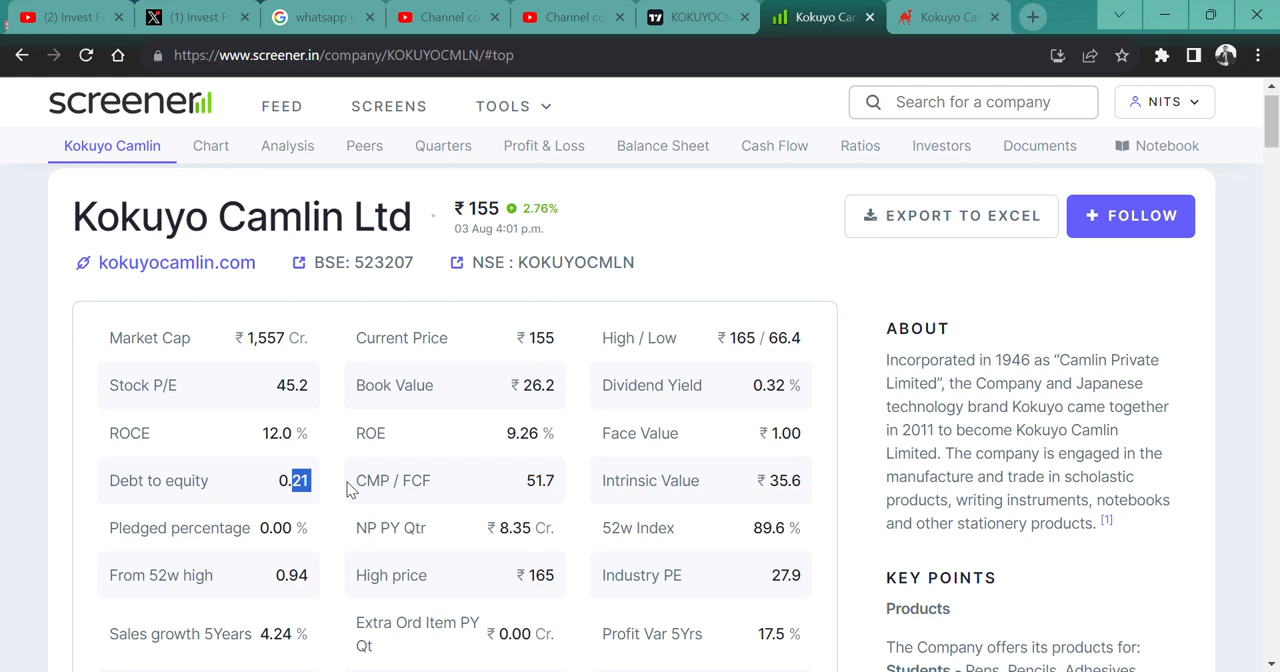 (2) Invest Fo
(1) Invest Fo
whatsapp g
Channel co
Channel co
KOKUYOCM
Kokuyo Cam
Kokuyo Cam
https://www.screener.in/company/KOKUYOCMLN/#top
screener
FEED
SCREENS
TOOLS
Search for a company
NITS
Kokuyo Camlin
Chart
Analysis
Peers
Quarters
Profit & Loss
Balance Sheet
Cash Flow
Ratios
Investors
Documents
Notebook
Kokuyo Camlin Ltd
₹ 155 2.76%
03 Aug 4:01 p.m.
EXPORT TO EXCEL
+ FOLLOW
kokuyocamlin.com
BSE: 523207
NSE : KOKUYOCMLN
Market Cap ₹ 1,557 Cr.
Current Price ₹ 155
High / Low ₹ 165 / 66.4
Stock P/E 45.2
Book Value ₹ 26.2
Dividend Yield 0.32 %
ROCE 12.0 %
ROE 9.26 %
Face Value ₹ 1.00
Debt to equity 0.21
CMP / FCF 51.7
Intrinsic Value ₹ 35.6
Pledged percentage 0.00 %
NP PY Qtr ₹ 8.35 Cr.
52w Index 89.6 %
From 52w high 0.94
High price ₹ 165
Industry PE 27.9
Sales growth 5Years 4.24 %
Extra Ord Item PY
Qt
₹ 0.00 Cr.
Profit Var 5Yrs 17.5 %
ABOUT
Incorporated in 1946 as “Camlin Private
Limited”, the Company and Japanese
technology brand Kokuyo came together
in 2011 to become Kokuyo Camlin
Limited. The company is engaged in the
manufacture and trade in scholastic
products, writing instruments, notebooks
and other stationery products. [1]
KEY POINTS
Products
The Company offers its products for:
Students - Pens, Pencils, Adhesives,